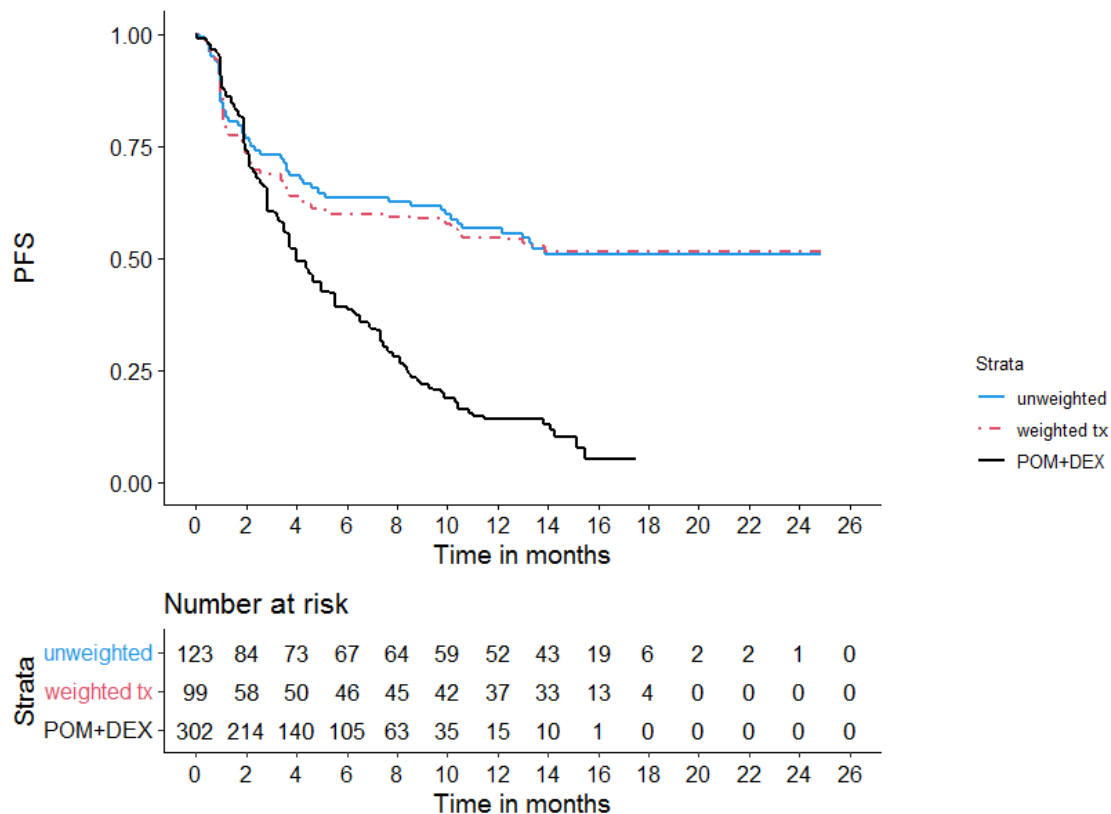 1.00
0.75
0.50
0.25
0.00
PFS
0 2 4 6 8 10 12 14 16 18 20 22 24 26
Time in months
Strata
unweighted
weighted tx
POM+DEX
Number at risk
Strata
unweighted 123 84 73 67 64 59 52 43 19 6 2 2 1 0
weighted tx 99 58 50 46 45 42 37 33 13 4 0 0 0 0
POM+DEX 302 214 140 105 63 35 15 10 1 0 0 0 0 0
0 2 4 6 8 10 12 14 16 18 20 22 24 26
Time in months